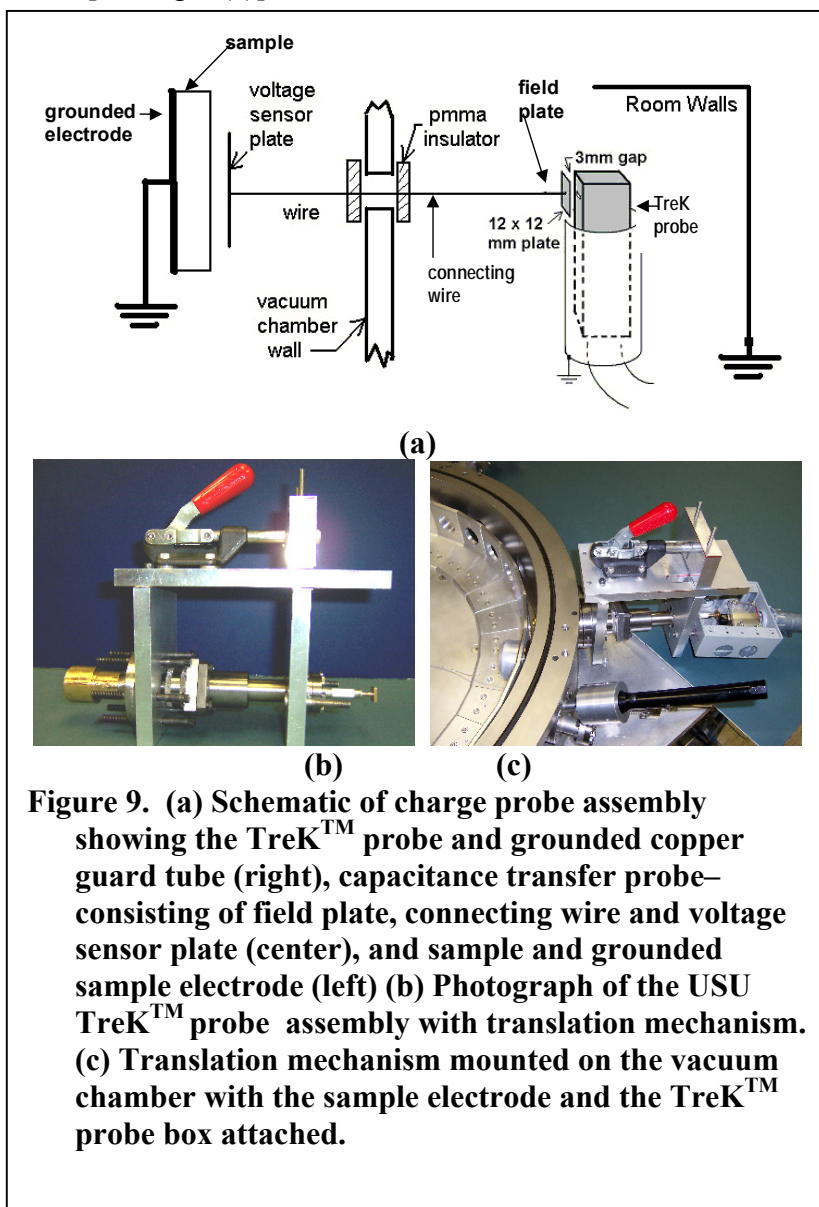 sample
grounded
electrode
voltage
sensor
plate
pmma
insulator
field
plate
Room Walls
3mm gap
TreK
probe
wire
12 x 12
mm plate
connecting
wire
vacuum
chamber
wall
(a)
(b) (c)
Figure 9. (a) Schematic of charge probe assembly
showing the TreK™ probe and grounded copper
guard tube (right), capacitance transfer probe–
consisting of field plate, connecting wire and voltage
sensor plate (center), and sample and grounded
sample electrode (left) (b) Photograph of the USU
TreK™ probe assembly with translation mechanism.
(c) Translation mechanism mounted on the vacuum
chamber with the sample electrode and the TreK™
probe box attached.